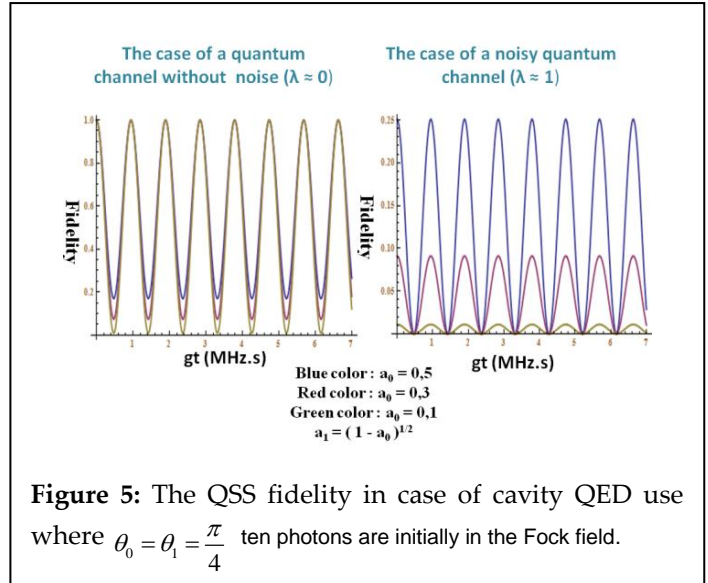 The case of a quantum
channel without noise (λ ≈ 0)
The case of a noisy quantum
channel (λ ≈ 1)
1.0
0.8
0.6
0.4
0.2
Fidelity
1 2 3 4 5 6 7
gt (MHz.s)
0.25
0.20
0.15
0.10
0.05
Fidelity
1 2 3 4 5 6 7
gt (MHz.s)
Blue color : a₀ = 0,5
Red color : a₀ = 0,3
Green color : a₀ = 0,1
a₁ = ( 1 - a₀ )¹/²
Figure 5: The QSS fidelity in case of cavity QED use
where θ₀ = θ₁ = π/4 ten photons are initially in the Fock field.